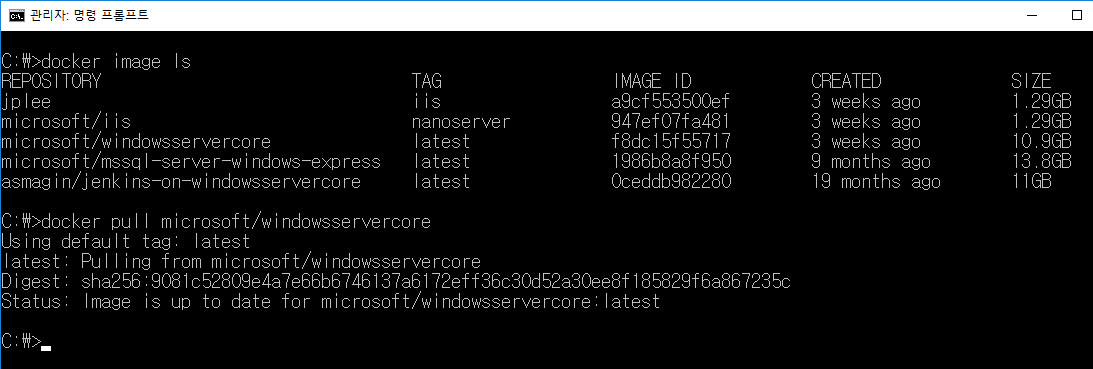 관리자: 명령 프롬프트
C:\>docker image ls
REPOSITORY TAG IMAGE ID CREATED SIZE
jplee iis a9cf553500ef 3 weeks ago 1.29GB
microsoft/iis nanoserver 947ef07fa481 3 weeks ago 1.29GB
microsoft/windowsservercore latest f8dc15f55717 3 weeks ago 10.9GB
microsoft/mssql-server-windows-express latest 1986b8a8f950 9 months ago 13.8GB
asmagin/jenkins-on-windowsservercore latest 0ceddb982280 19 months ago 11GB
C:\>docker pull microsoft/windowsservercore
Using default tag: latest
latest: Pulling from microsoft/windowsservercore
Digest: sha256:9081c52809e4a7e66b6746137a6172eff36c30d52a30ee8f185829f6a867235c
Status: Image is up to date for microsoft/windowsservercore:latest
C:\>